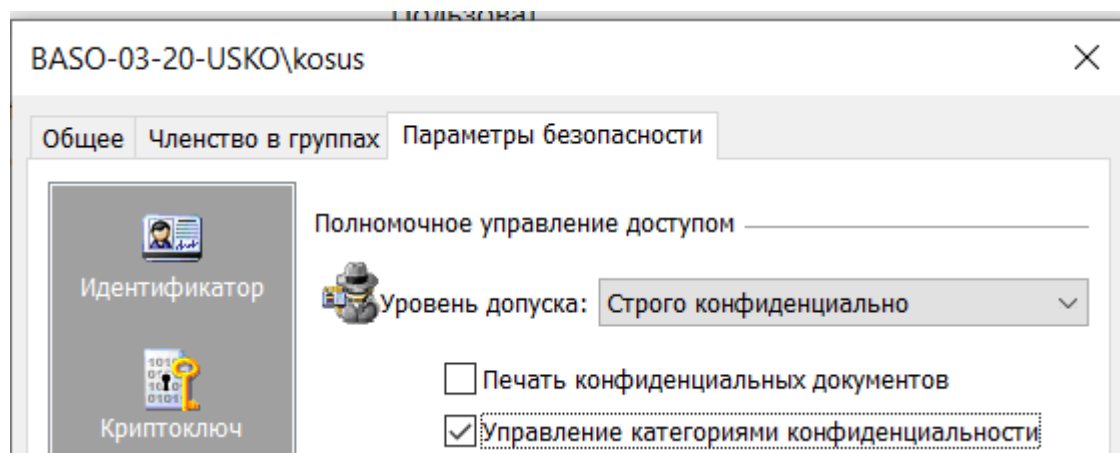 BASO-03-20-USKO\kosus
Общее Членство в группах Параметры безопасности
Идентификатор
Криптоключ
Полномочное управление доступом
Уровень допуска: Строго конфиденциально
Печать конфиденциальных документов
Управление категориями конфиденциальности